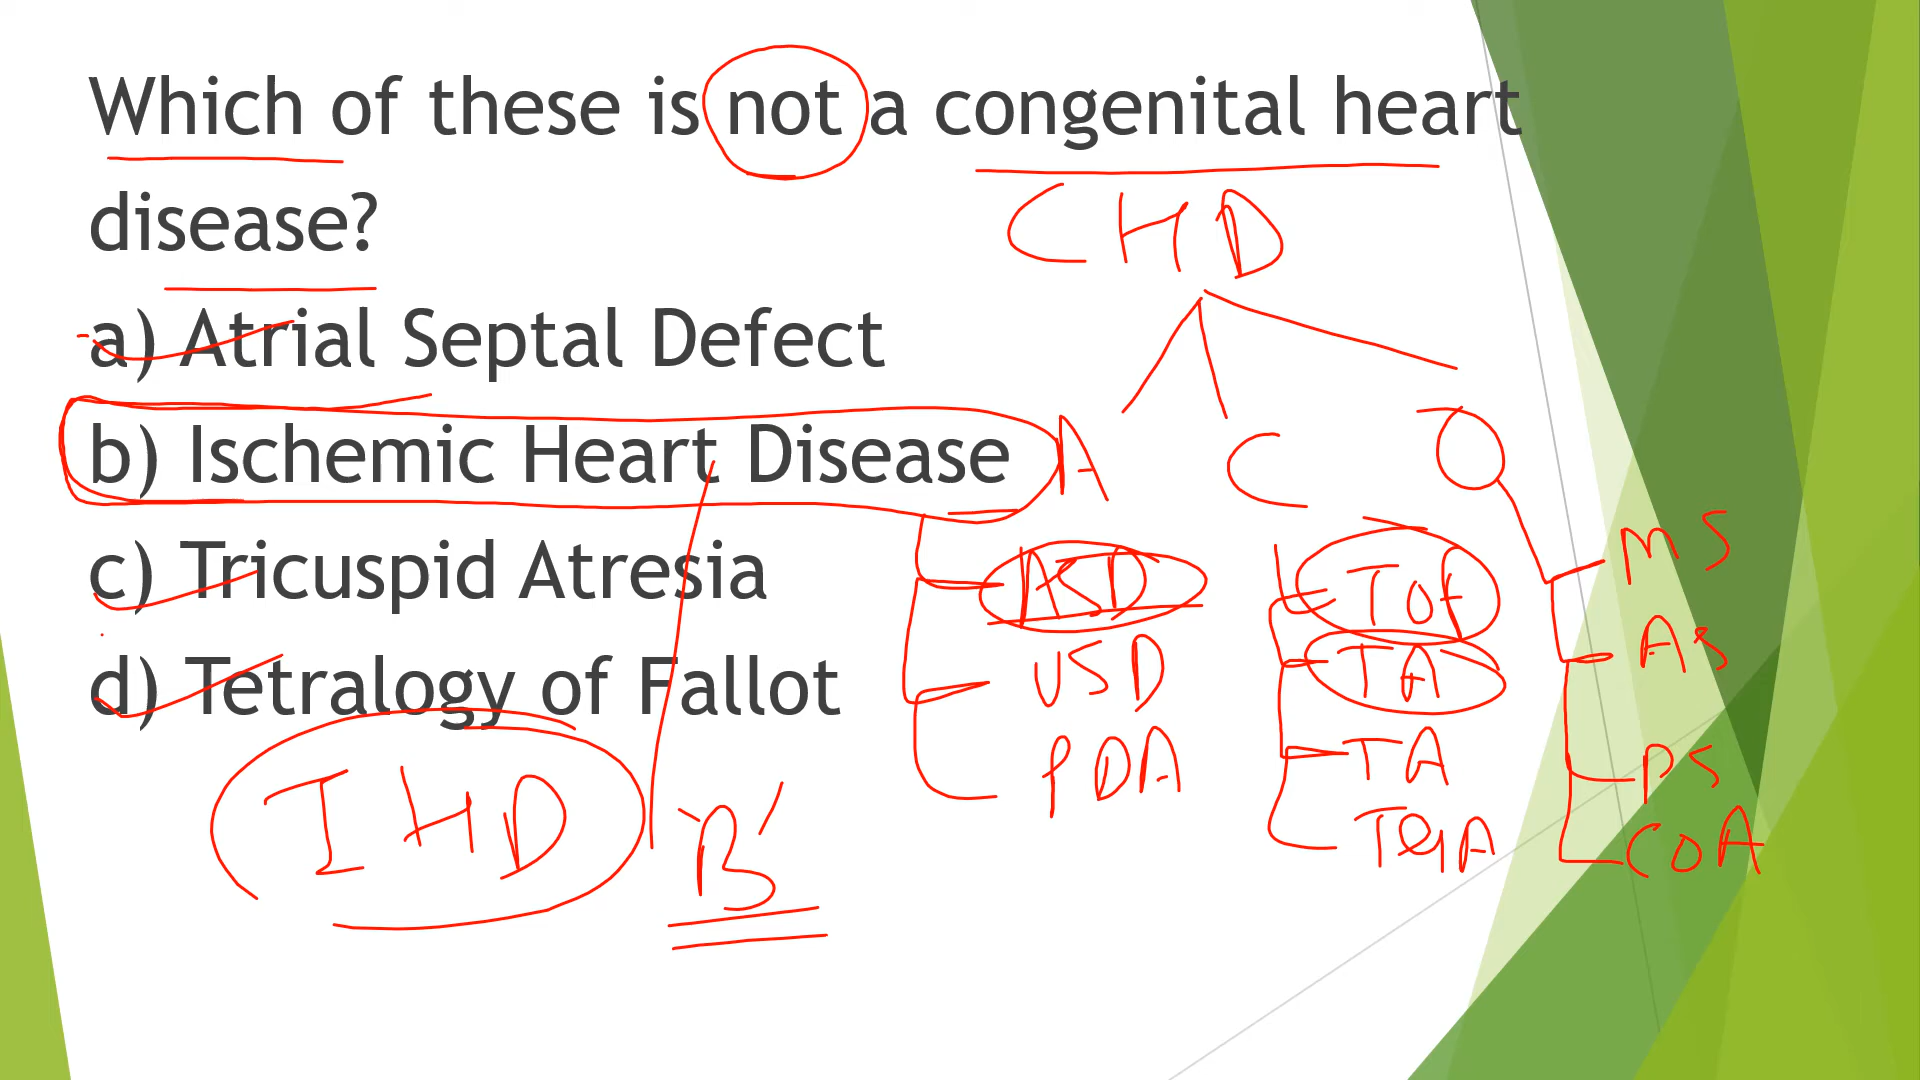 Which of these is not a congenital heart
disease?
a) Atrial Septal Defect
b) Ischemic Heart Disease
c) Tricuspid Atresia
d) Tetralogy of Fallot
CHD
A C O
ASD
VSD
PDA
TOF
TA
TA
TGA
MS
AS
PS
COA
IHD
'B'